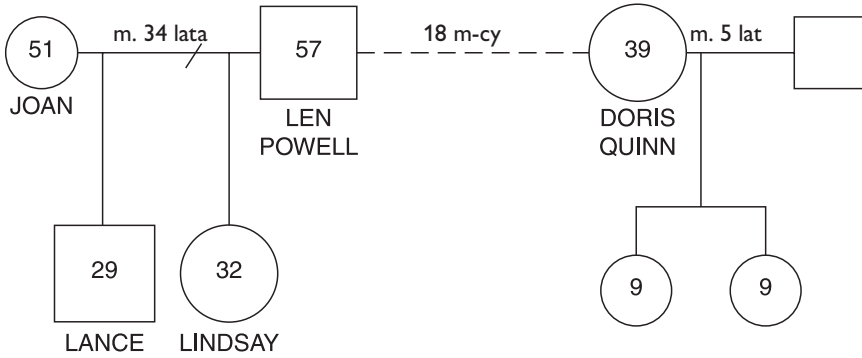 m. 34 lata
18 m-cy
m. 5 lat
51
57
39
JOAN
LEN
POWELL
DORIS
QUINN
29
32
9
9
LANCE
LINDSAY